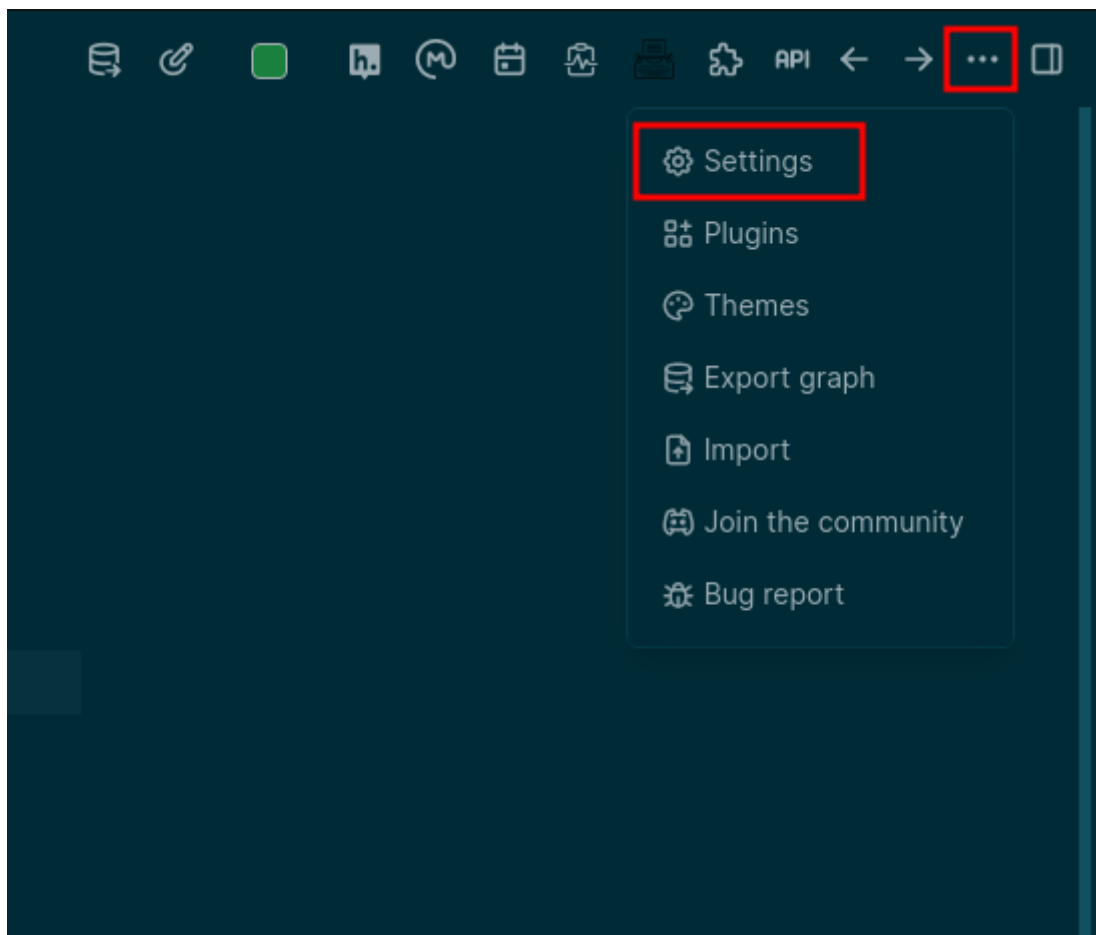 h.
API
Settings
Plugins
Themes
Export graph
Import
Join the community
Bug report